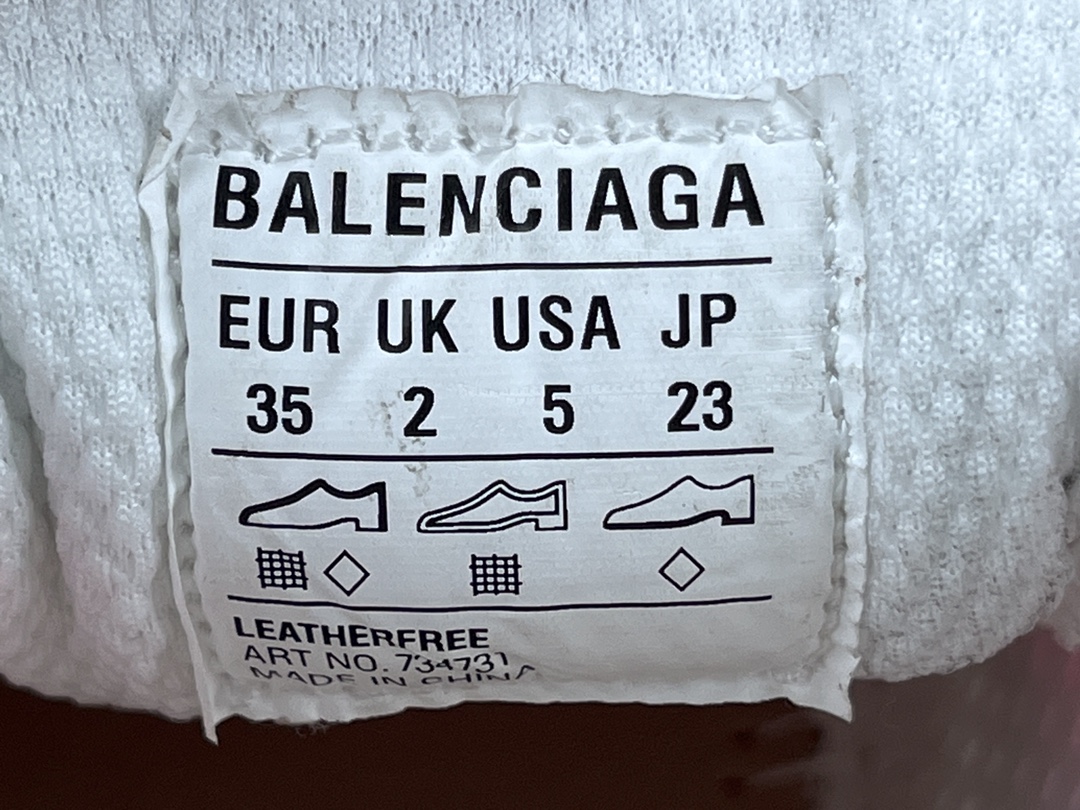 BALENCIAGA
EUR UK USA JP
35 2 5 23
LEATHERFREE
ART NO. 734731
MADE IN CHINA